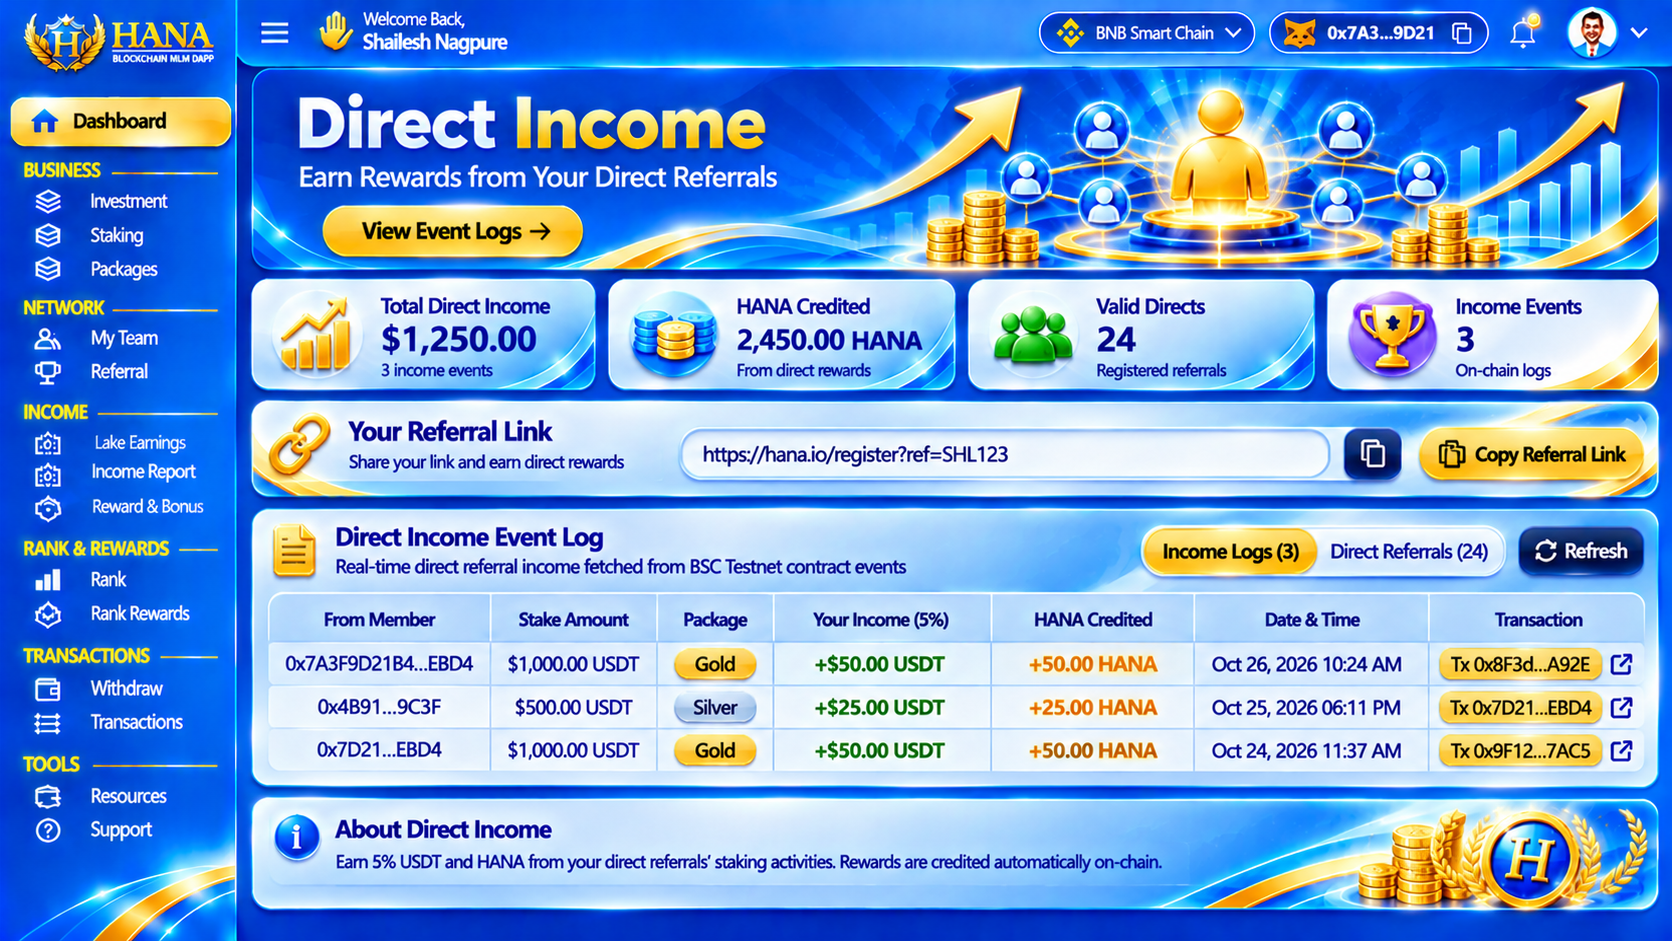 HANA
BLOCKCHAIN MLM DAPP
Welcome Back,
Shailesh Nagpure
BNB Smart Chain
0x7A3...9D21
Dashboard
BUSINESS
Investment
Staking
Packages
NETWORK
My Team
Referral
INCOME
Lake Earnings
Income Report
Reward & Bonus
RANK & REWARDS
Rank
Rank Rewards
TRANSACTIONS
Withdraw
Transactions
TOOLS
Resources
Support
Direct Income
Earn Rewards from Your Direct Referrals
View Event Logs →
Total Direct Income
$1,250.00
3 income events
HANA Credited
2,450.00 HANA
From direct rewards
Valid Directs
24
Registered referrals
Income Events
3
On-chain logs
Your Referral Link
Share your link and earn direct rewards
https://hana.io/register?ref=SHL123
Copy Referral Link
Direct Income Event Log
Real-time direct referral income fetched from BSC Testnet contract events
Income Logs (3) Direct Referrals (24) Refresh
From Member Stake Amount Package Your Income (5%) HANA Credited Date & Time Transaction
0x7A3F9D21B4...EBD4 $1,000.00 USDT Gold +$50.00 USDT +50.00 HANA Oct 26, 2026 10:24 AM Tx 0x8F3d...A92E
0x4B91...9C3F $500.00 USDT Silver +$25.00 USDT +25.00 HANA Oct 25, 2026 06:11 PM Tx 0x7D21...EBD4
0x7D21...EBD4 $1,000.00 USDT Gold +$50.00 USDT +50.00 HANA Oct 24, 2026 11:37 AM Tx 0x9F12...7AC5
About Direct Income
Earn 5% USDT and HANA from your direct referrals' staking activities. Rewards are credited automatically on-chain.
H